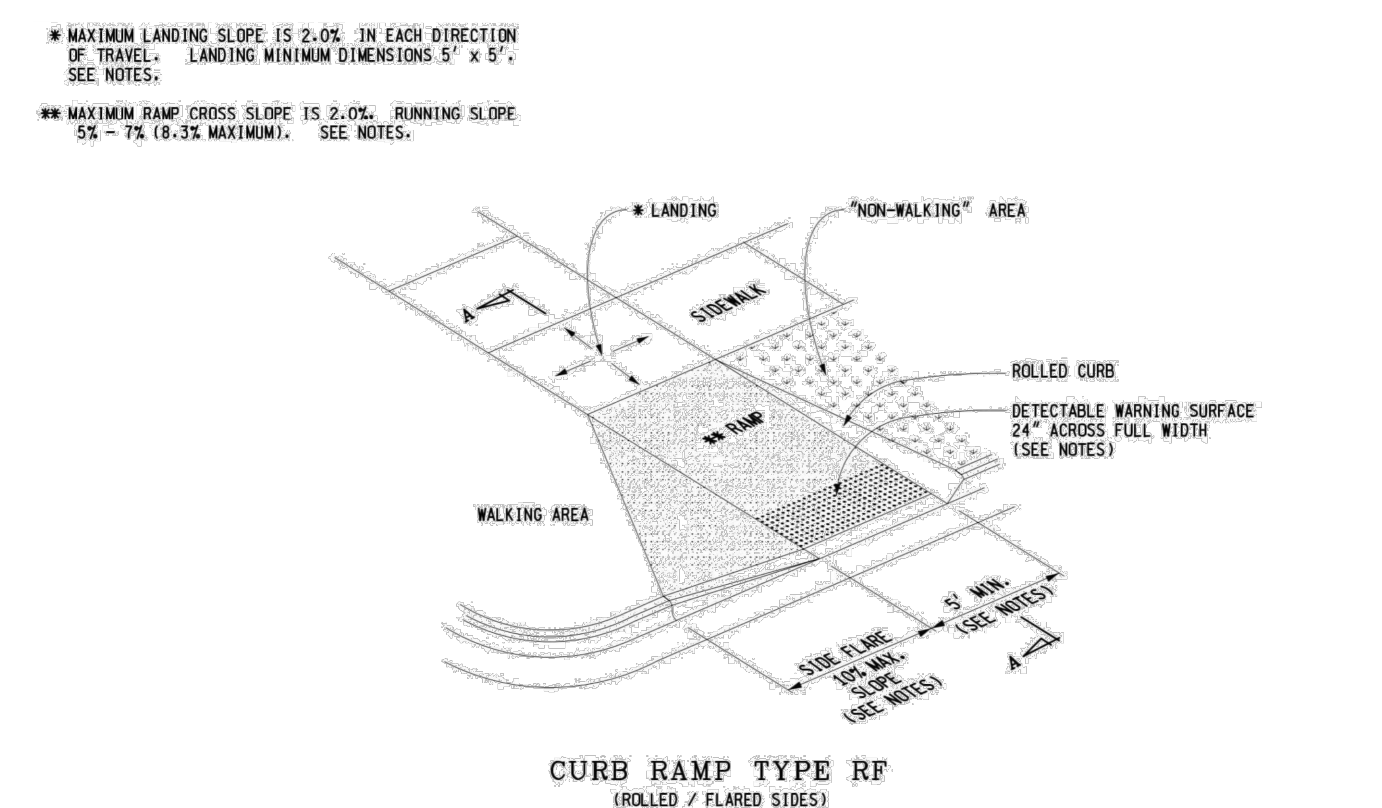 * MAXIMUM LANDING SLOPE IS 2.0% IN EACH DIRECTION
OF TRAVEL. LANDING MINIMUM DIMENSIONS 5' x 5'.
SEE NOTES.
** MAXIMUM RAMP CROSS SLOPE IS 2.0%. RUNNING SLOPE
5% - 7% (8.3% MAXIMUM). SEE NOTES.
* LANDING
"NON-WALKING" AREA
SIDEWALK
A
ROLLED CURB
DETECTABLE WARNING SURFACE
24" ACROSS FULL WIDTH
(SEE NOTES)
** RAMP
WALKING AREA
5' MIN.
(SEE NOTES)
SIDE FLARE
10% MAX.
SLOPE
(SEE NOTES)
A
CURB RAMP TYPE RF
(ROLLED / FLARED SIDES)